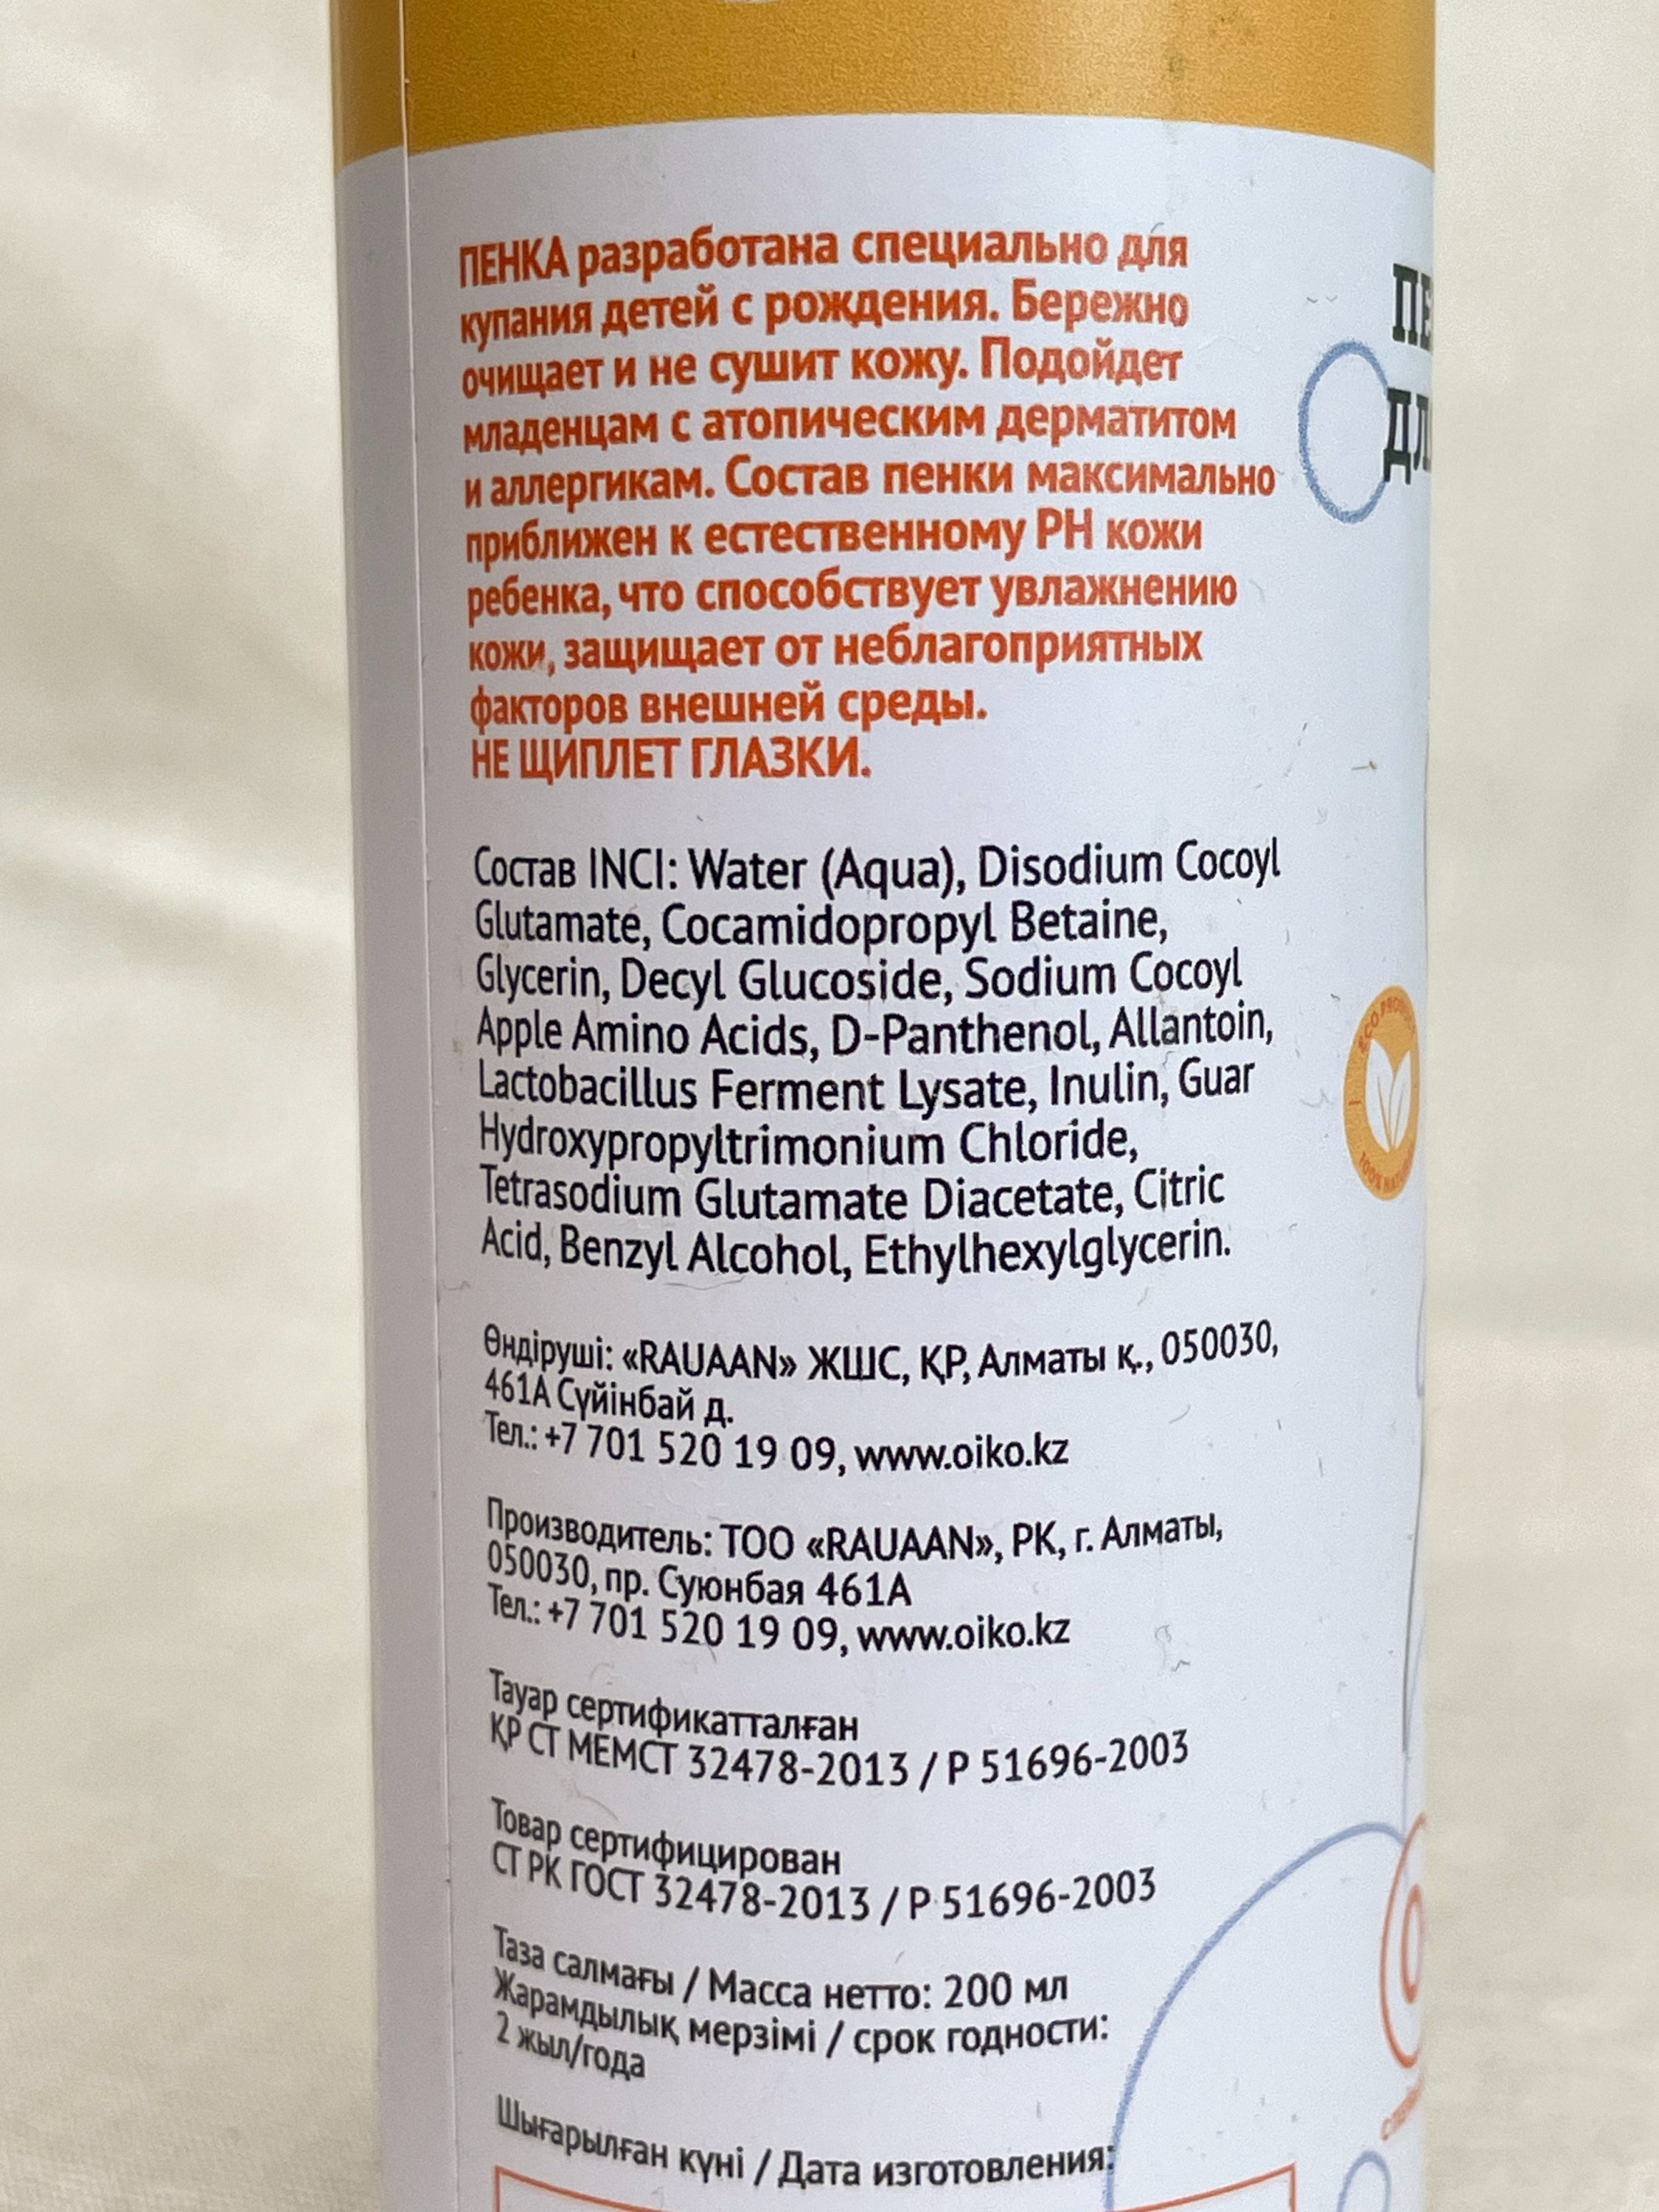 ПЕНКА разработана специально для
купания детей с рождения. Бережно
очищает и не сушит кожу. Подойдет
младенцам с атопическим дерматитом
и аллергикам. Состав пенки максимально
приближен к естественному PH кожи
ребенка, что способствует увлажнению
кожи, защищает от неблагоприятных
факторов внешней среды.
НЕ ЩИПЛЕТ ГЛАЗКИ.
Состав INCI: Water (Aqua), Disodium Cocoyl
Glutamate, Cocamidopropyl Betaine,
Glycerin, Decyl Glucoside, Sodium Cocoyl
Apple Amino Acids, D-Panthenol, Allantoin,
Lactobacillus Ferment Lysate, Inulin, Guar
Hydroxypropyltrimonium Chloride,
Tetrasodium Glutamate Diacetate, Citric
Acid, Benzyl Alcohol, Ethylhexylglycerin.
Өндіруші: «RAUAAN» ЖШС, ҚР, Алматы қ., 050030,
461А Сүйінбай д.
Тел.: +7 701 520 19 09, www.oiko.kz
Производитель: ТОО «RAUAAN», РК, г. Алматы,
050030, пр. Суюнбая 461А
Тел.: +7 701 520 19 09, www.oiko.kz
Тауар сертификатталған
ҚР СТ МЕМСТ 32478-2013 / Р 51696-2003
Товар сертифицирован
СТ РК ГОСТ 32478-2013 / Р 51696-2003
Таза салмағы / Масса нетто: 200 мл
Жарамдылық мерзімі / срок годности:
2 жыл/года
Шығарылған күні / Дата изготовления:
ECO
100%